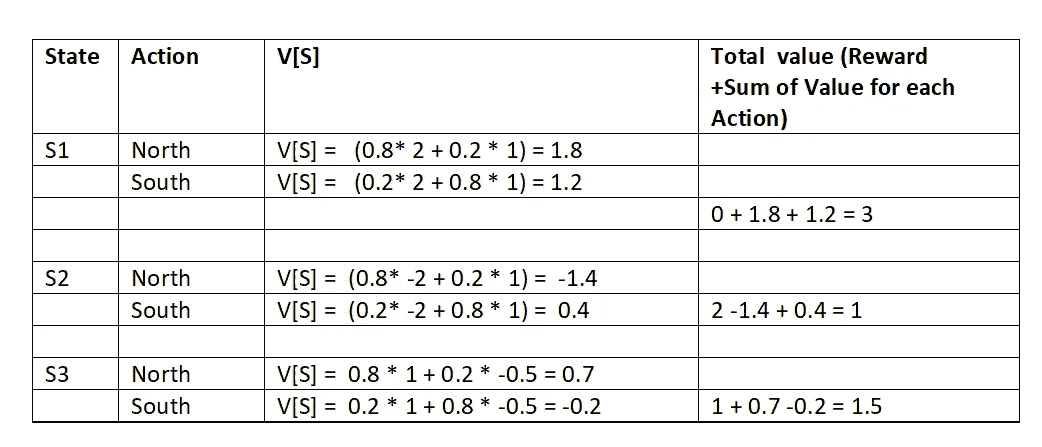 State Action V[S] Total value (Reward
+Sum of Value for each
Action)
S1 North V[S] = (0.8* 2 + 0.2 * 1) = 1.8
South V[S] = (0.2* 2 + 0.8 * 1) = 1.2
0 + 1.8 + 1.2 = 3
S2 North V[S] = (0.8* -2 + 0.2 * 1) = -1.4
South V[S] = (0.2* -2 + 0.8 * 1) = 0.4 2 -1.4 + 0.4 = 1
S3 North V[S] = 0.8 * 1 + 0.2 * -0.5 = 0.7
South V[S] = 0.2 * 1 + 0.8 * -0.5 = -0.2 1 + 0.7 -0.2 = 1.5